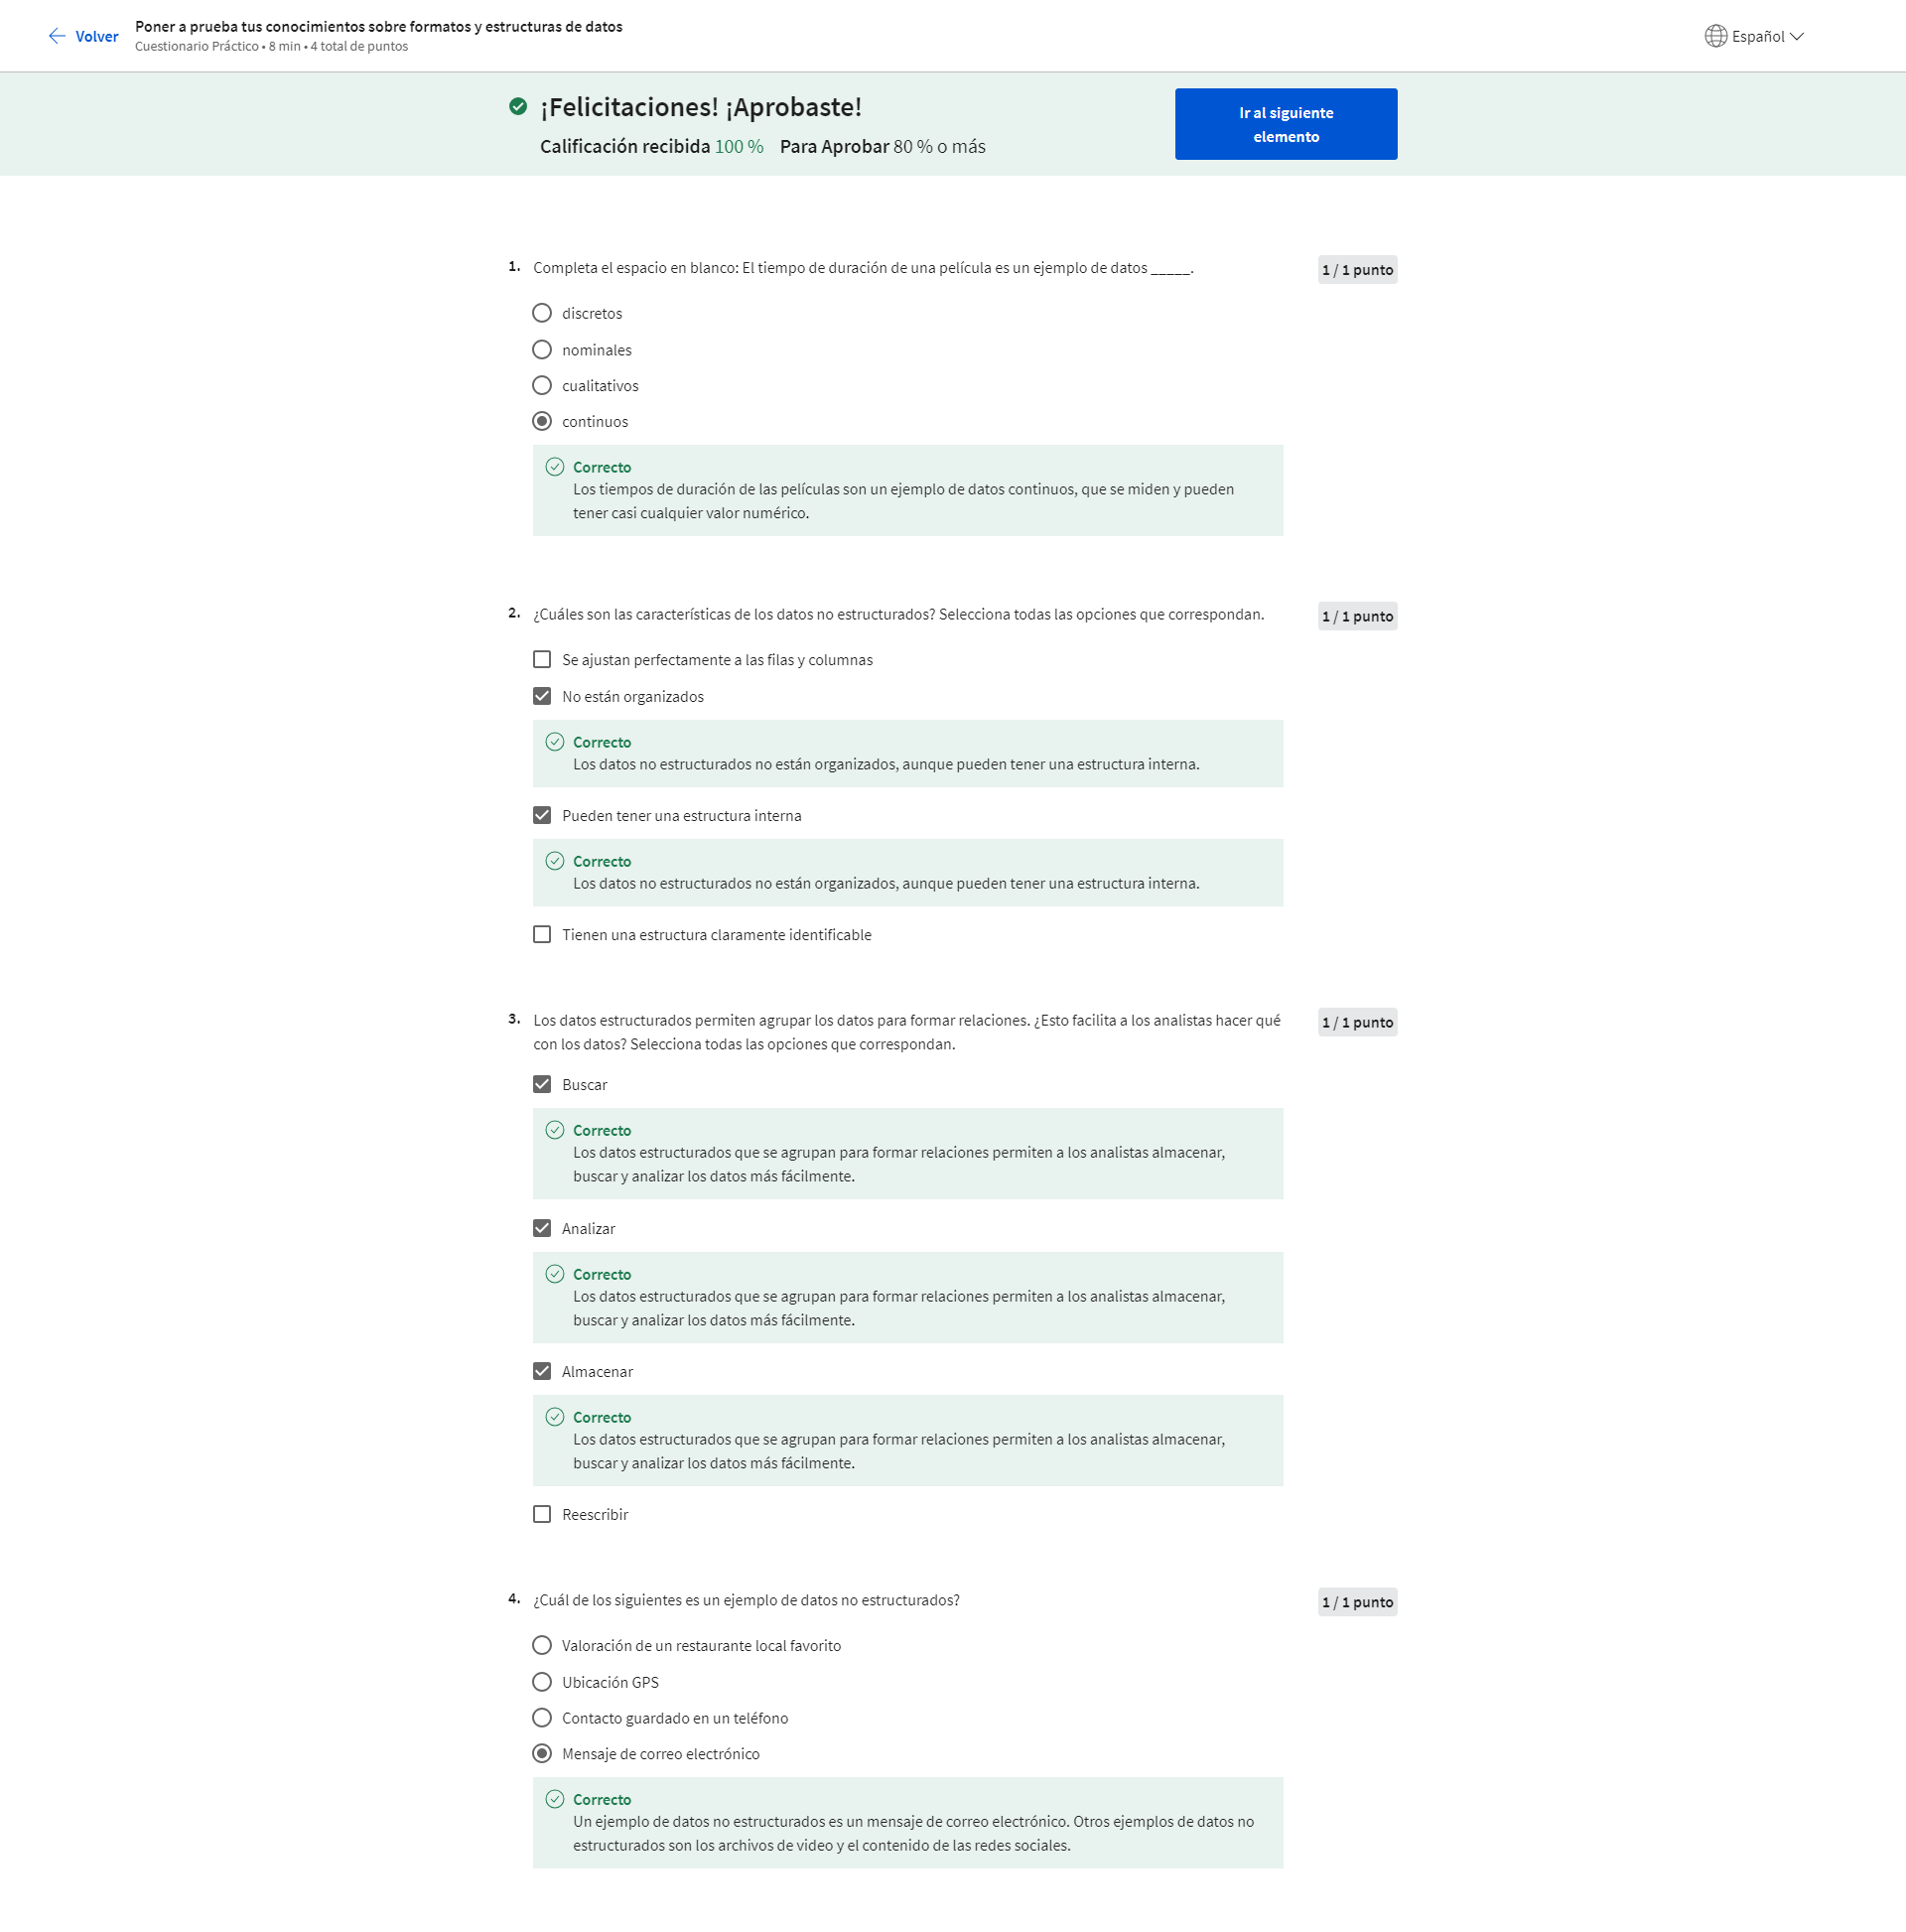 Volver
Poner a prueba tus conocimientos sobre formatos y estructuras de datos
Cuestionario Práctico • 8 min • 4 total de puntos
Español
¡Felicitaciones! ¡Aprobaste!
Calificación recibida 100 % Para Aprobar 80 % o más
Ir al siguiente
elemento
1. Completa el espacio en blanco: El tiempo de duración de una película es un ejemplo de datos _____.
1 / 1 punto
discretos
nominales
cualitativos
continuos
Correcto
Los tiempos de duración de las películas son un ejemplo de datos continuos, que se miden y pueden
tener casi cualquier valor numérico.
2. ¿Cuáles son las características de los datos no estructurados? Selecciona todas las opciones que correspondan.
1 / 1 punto
Se ajustan perfectamente a las filas y columnas
No están organizados
Correcto
Los datos no estructurados no están organizados, aunque pueden tener una estructura interna.
Pueden tener una estructura interna
Correcto
Los datos no estructurados no están organizados, aunque pueden tener una estructura interna.
Tienen una estructura claramente identificable
3. Los datos estructurados permiten agrupar los datos para formar relaciones. ¿Esto facilita a los analistas hacer qué
con los datos? Selecciona todas las opciones que correspondan.
1 / 1 punto
Buscar
Correcto
Los datos estructurados que se agrupan para formar relaciones permiten a los analistas almacenar,
buscar y analizar los datos más fácilmente.
Analizar
Correcto
Los datos estructurados que se agrupan para formar relaciones permiten a los analistas almacenar,
buscar y analizar los datos más fácilmente.
Almacenar
Correcto
Los datos estructurados que se agrupan para formar relaciones permiten a los analistas almacenar,
buscar y analizar los datos más fácilmente.
Reescribir
4. ¿Cuál de los siguientes es un ejemplo de datos no estructurados?
1 / 1 punto
Valoración de un restaurante local favorito
Ubicación GPS
Contacto guardado en un teléfono
Mensaje de correo electrónico
Correcto
Un ejemplo de datos no estructurados es un mensaje de correo electrónico. Otros ejemplos de datos no
estructurados son los archivos de video y el contenido de las redes sociales.